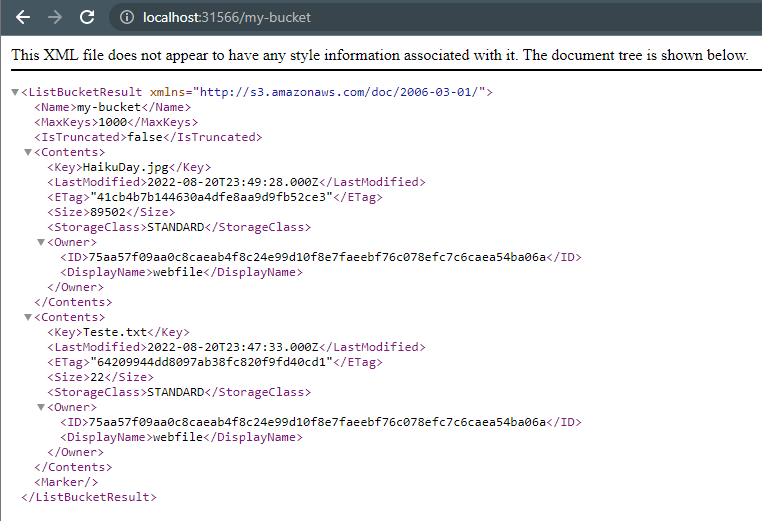 localhost:31566/my-bucket
This XML file does not appear to have any style information associated with it. The document tree is shown below.
▼<ListBucketResult xmlns="http://s3.amazonaws.com/doc/2006-03-01/">
<Name>my-bucket</Name>
<MaxKeys>1000</MaxKeys>
<IsTruncated>false</IsTruncated>
▼<Contents>
<Key>HaikuDay.jpg</Key>
<LastModified>2022-08-20T23:49:28.000Z</LastModified>
<ETag>"41cb4b7b144630a4dfe8aa9d9fb52ce3"</ETag>
<Size>89502</Size>
<StorageClass>STANDARD</StorageClass>
▼<Owner>
<ID>75aa57f09aa0c8caeab4f8c24e99d10f8e7faeebf76c078efc7c6caea54ba06a</ID>
<DisplayName>webfile</DisplayName>
</Owner>
</Contents>
▼<Contents>
<Key>Teste.txt</Key>
<LastModified>2022-08-20T23:47:33.000Z</LastModified>
<ETag>"64209944dd8097ab38fc820f9fd40cd1"</ETag>
<Size>22</Size>
<StorageClass>STANDARD</StorageClass>
▼<Owner>
<ID>75aa57f09aa0c8caeab4f8c24e99d10f8e7faeebf76c078efc7c6caea54ba06a</ID>
<DisplayName>webfile</DisplayName>
</Owner>
</Contents>
<Marker/>
</ListBucketResult>